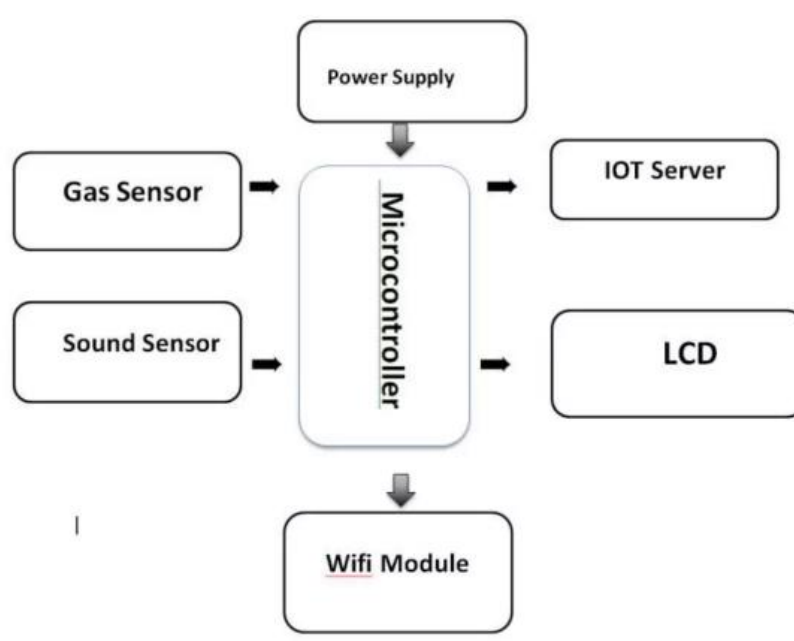 Power Supply
Gas Sensor
Microcontroller
IOT Server
Sound Sensor
LCD
Wifi Module